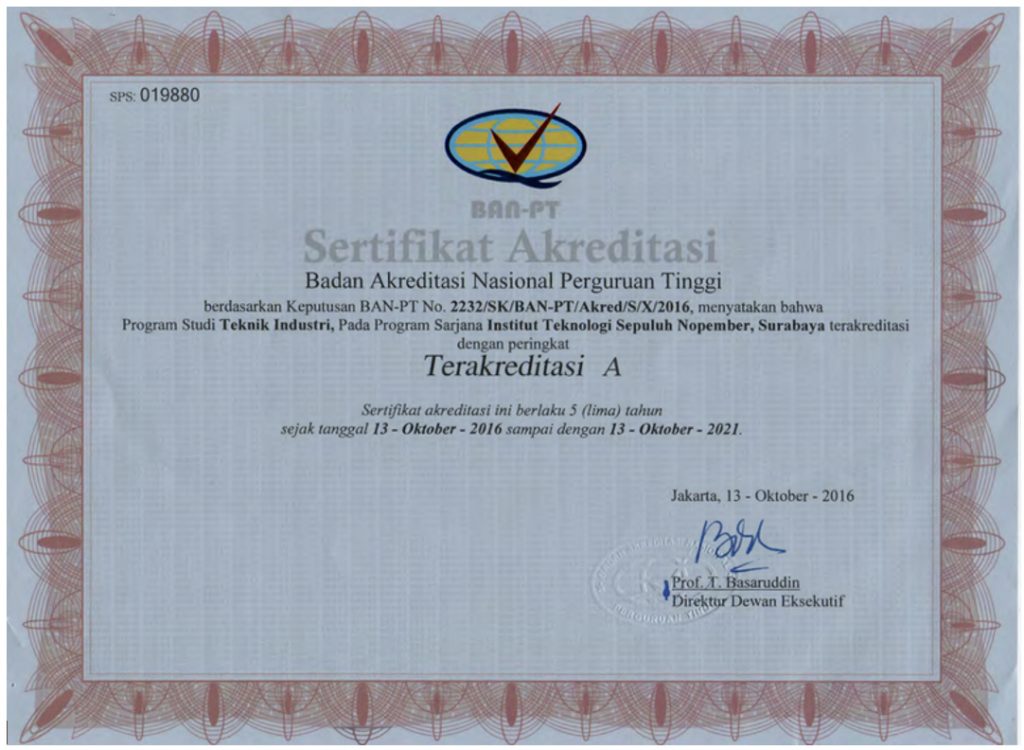 SPS: 019880
BAN-PT
Sertifikat Akreditasi
Badan Akreditasi Nasional Perguruan Tinggi
berdasarkan Keputusan BAN-PT No. 2232/SK/BAN-PT/Akred/S/X/2016, menyatakan bahwa
Program Studi Teknik Industri, Pada Program Sarjana Institut Teknologi Sepuluh Nopember, Surabaya terakreditasi
dengan peringkat
Terakreditasi A
Sertifikat akreditasi ini berlaku 5 (lima) tahun
sejak tanggal 13 - Oktober - 2016 sampai dengan 13 - Oktober - 2021.
Jakarta, 13 - Oktober - 2016
Prof. T. Basaruddin
Direktur Dewan Eksekutif
PERGURUAN TINGGI